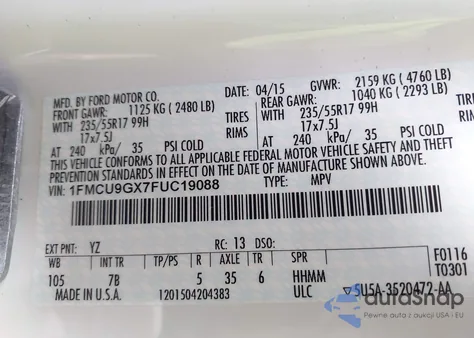 MFD. BY FORD MOTOR CO.
DATE: 04/15 GVWR: 2159 KG ( 4760 LB)
FRONT GAWR: 1125 KG ( 2480 LB) REAR GAWR: 1040 KG ( 2293 LB)
WITH 235/55R17 99H TIRES WITH 235/55R17 99H
17x7.5J RIMS 17x7.5J
AT 240 kPa/ 35 PSI COLD AT 240 kPa/ 35 PSI COLD
THIS VEHICLE CONFORMS TO ALL APPLICABLE FEDERAL MOTOR VEHICLE SAFETY AND THEFT
PREVENTION STANDARDS IN EFFECT ON THE DATE OF MANUFACTURE SHOWN ABOVE.
VIN: 1FMCU9GX7FUC19088 TYPE: MPV
EXT PNT: YZ RC: 13 DSO: F0116
WB INT TR TP/PS R AXLE TR SPR T0301
105 7B 5 35 6 HHMM
MADE IN U.S.A. 1201504204383 ULC 5U5A-3520472-AA
autosnap
Pewne auto z USA i Kanady